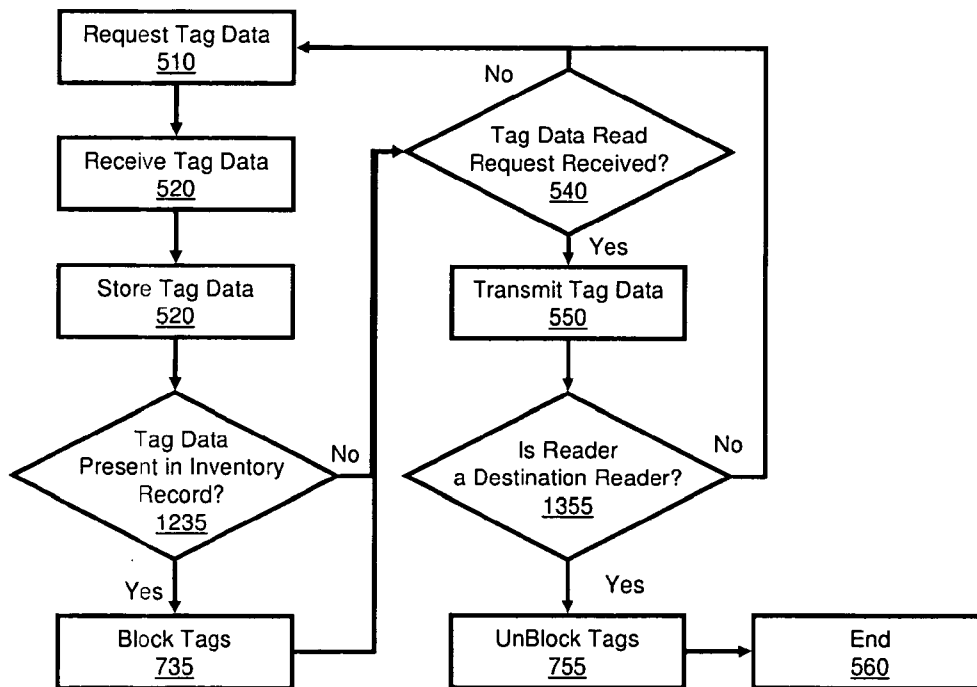 Request Tag Data
510
Receive Tag Data
520
Store Tag Data
520
Tag Data
Present in Inventory
Record?
1235
No
Yes
Block Tags
735
No
Tag Data Read
Request Received?
540
Yes
Transmit Tag Data
550
Is Reader
a Destination Reader?
1355
No
Yes
UnBlock Tags
755
End
560